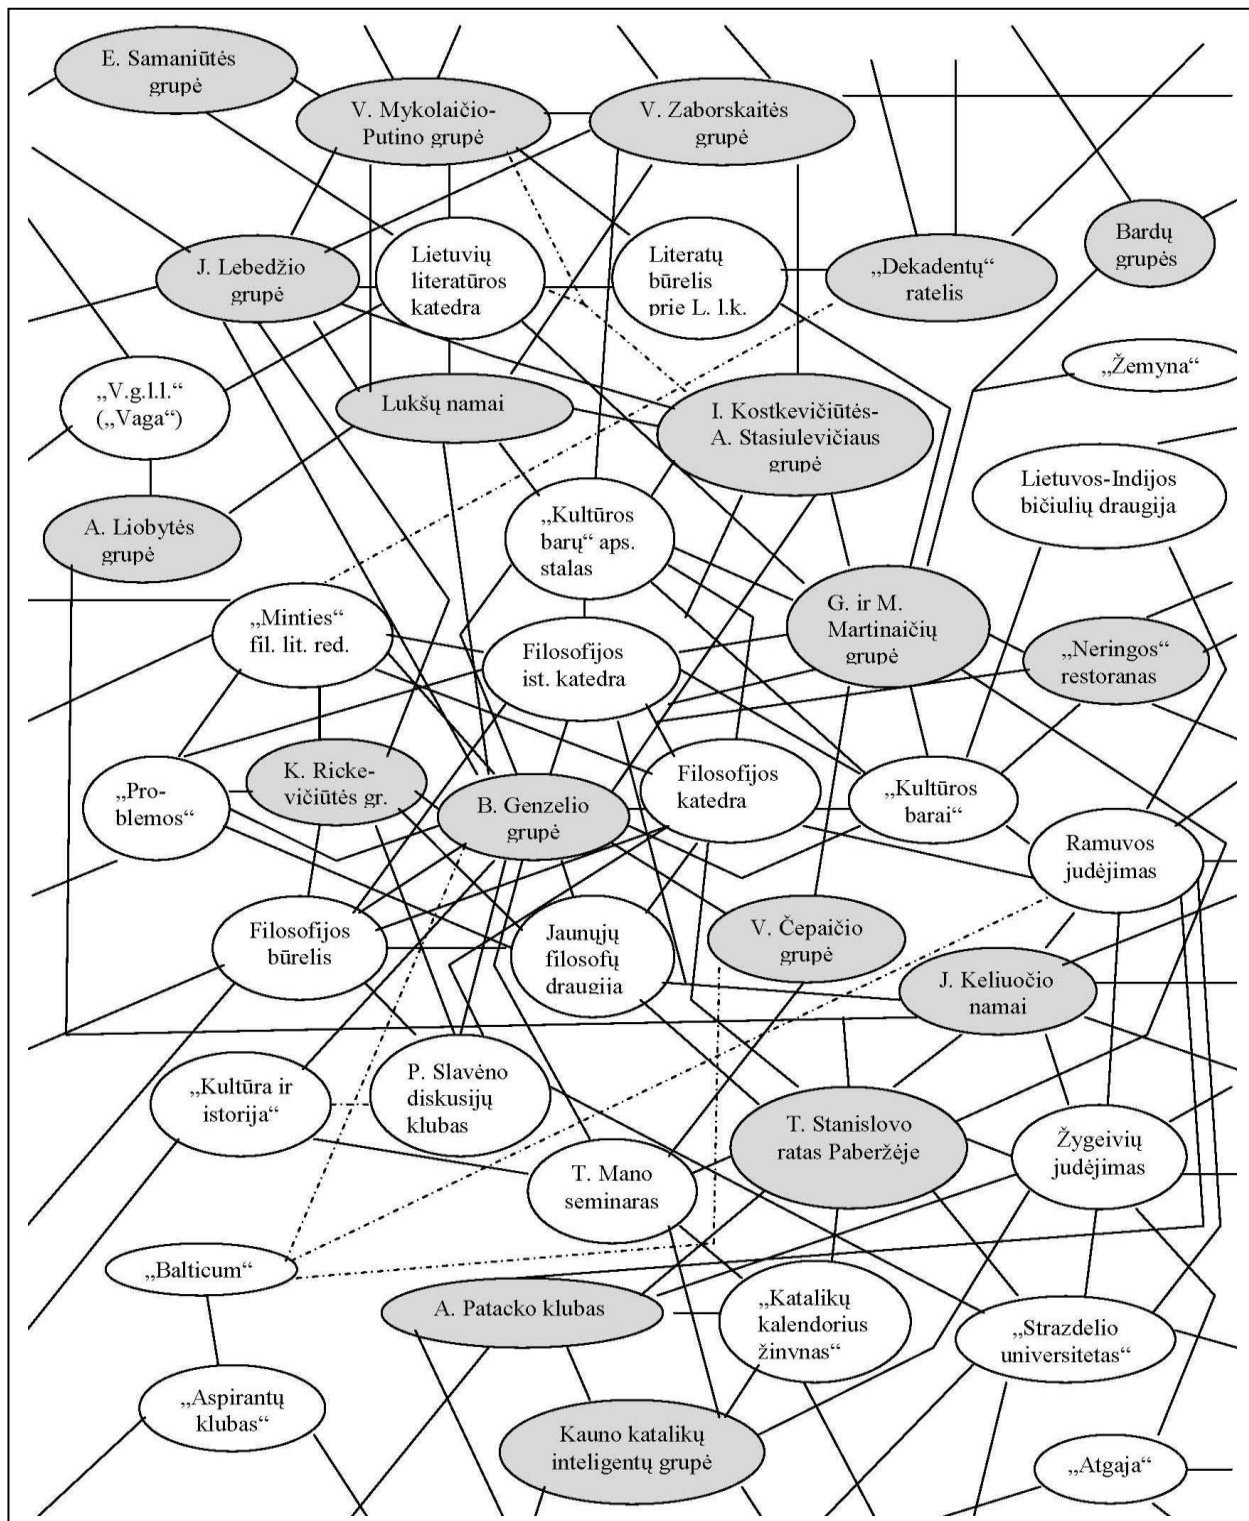 E. Samaniūtės
grupė
V. Mykolaičio-
Putino grupė
V. Zaborskaitės
grupė
J. Lebedžio
grupė
Lietuvių
literatūros
katedra
Literatų
būrelis
prie L. l.k.
„Dekadentų“
ratelis
Bardų
grupės
„V.g.l.l.“
(„Vaga“)
Lukšų namai
I. Kostkevičiūtės-
A. Stasiulevičiaus
grupė
„Žemyna“
Lietuvos-Indijos
bičiulių draugija
A. Liobytės
grupė
„Kultūros
barų“ aps.
stalas
„Minties“
fil. lit. red.
Filosofijos
ist. katedra
G. ir M.
Martinaičių
grupė
„Neringos“
restoranas
„Pro-
blemos“
K. Ricke-
vičiūtės gr.
B. Genzelio
grupė
Filosofijos
katedra
„Kultūros
barai“
Ramuvos
judėjimas
Filosofijos
būrelis
Jaunųjų
filosofų
draugija
V. Čepaičio
grupė
J. Keliuočio
namai
„Kultūra ir
istorija“
P. Slavėno
diskusijų
klubas
T. Mano
seminaras
T. Stanislovo
ratas Paberžėje
Žygeivių
judėjimas
„Balticum“
A. Patacko klubas
„Katalikų
kalendorius
žinynas“
„Strazdelio
universitetas“
„Aspirantų
klubas“
Kauno katalikų
inteligentų grupė
„Atgaja“